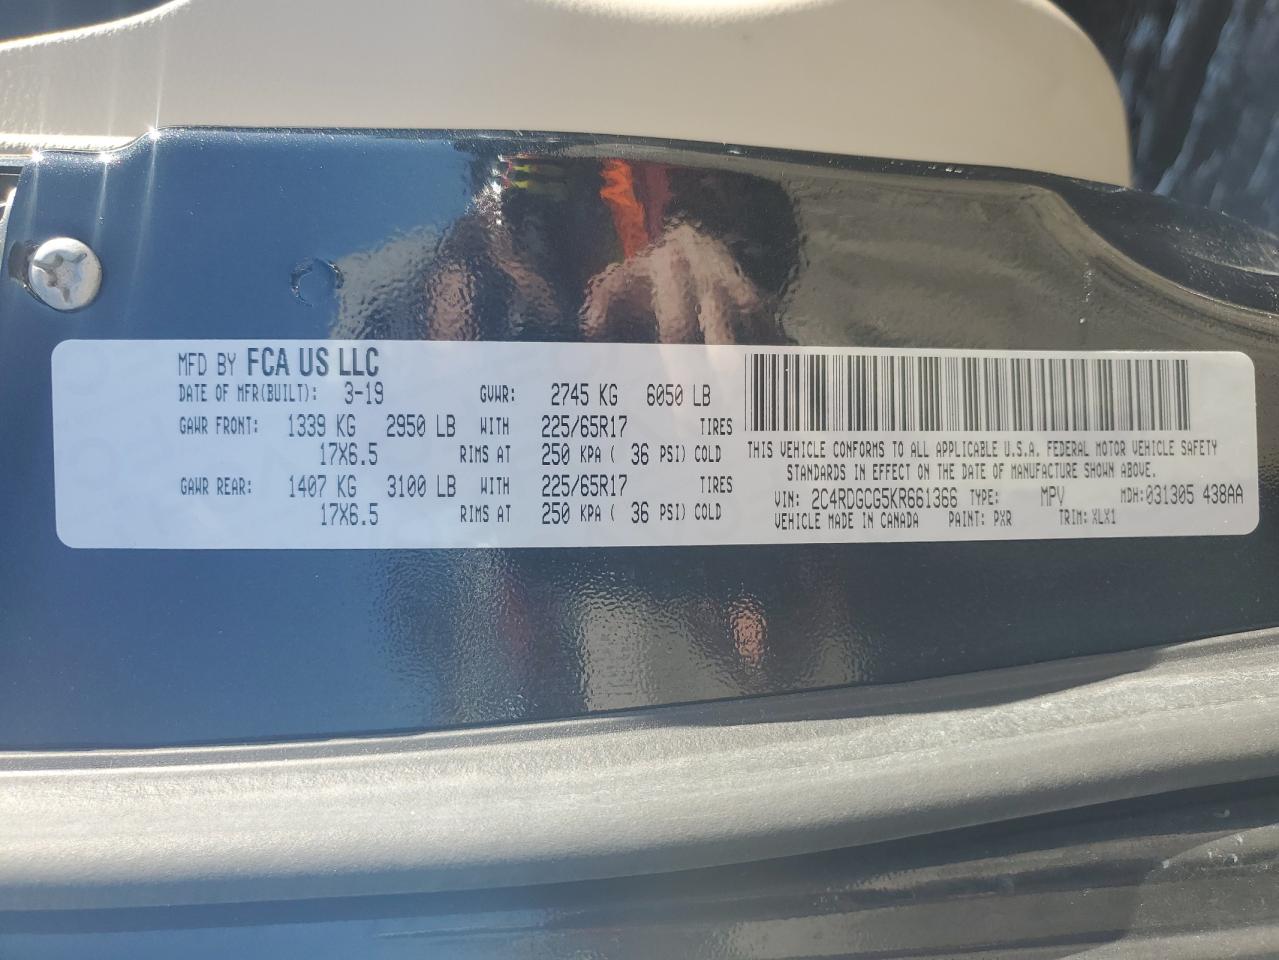 MFD BY FCA US LLC
DATE OF MFR(BUILT): 3-19 GVWR: 2745 KG 6050 LB
GAWR FRONT: 1339 KG 2950 LB WITH 225/65R17 TIRES
17X6.5 RIMS AT 250 KPA ( 36 PSI) COLD
GAWR REAR: 1407 KG 3100 LB WITH 225/65R17 TIRES
17X6.5 RIMS AT 250 KPA ( 36 PSI) COLD
THIS VEHICLE CONFORMS TO ALL APPLICABLE U.S.A. FEDERAL MOTOR VEHICLE SAFETY
STANDARDS IN EFFECT ON THE DATE OF MANUFACTURE SHOWN ABOVE.
VIN: 2C4RDGCG5KR661366 TYPE: MPV MDH:031305 438AA
VEHICLE MADE IN CANADA PAINT: PXR TRIM: XLX1